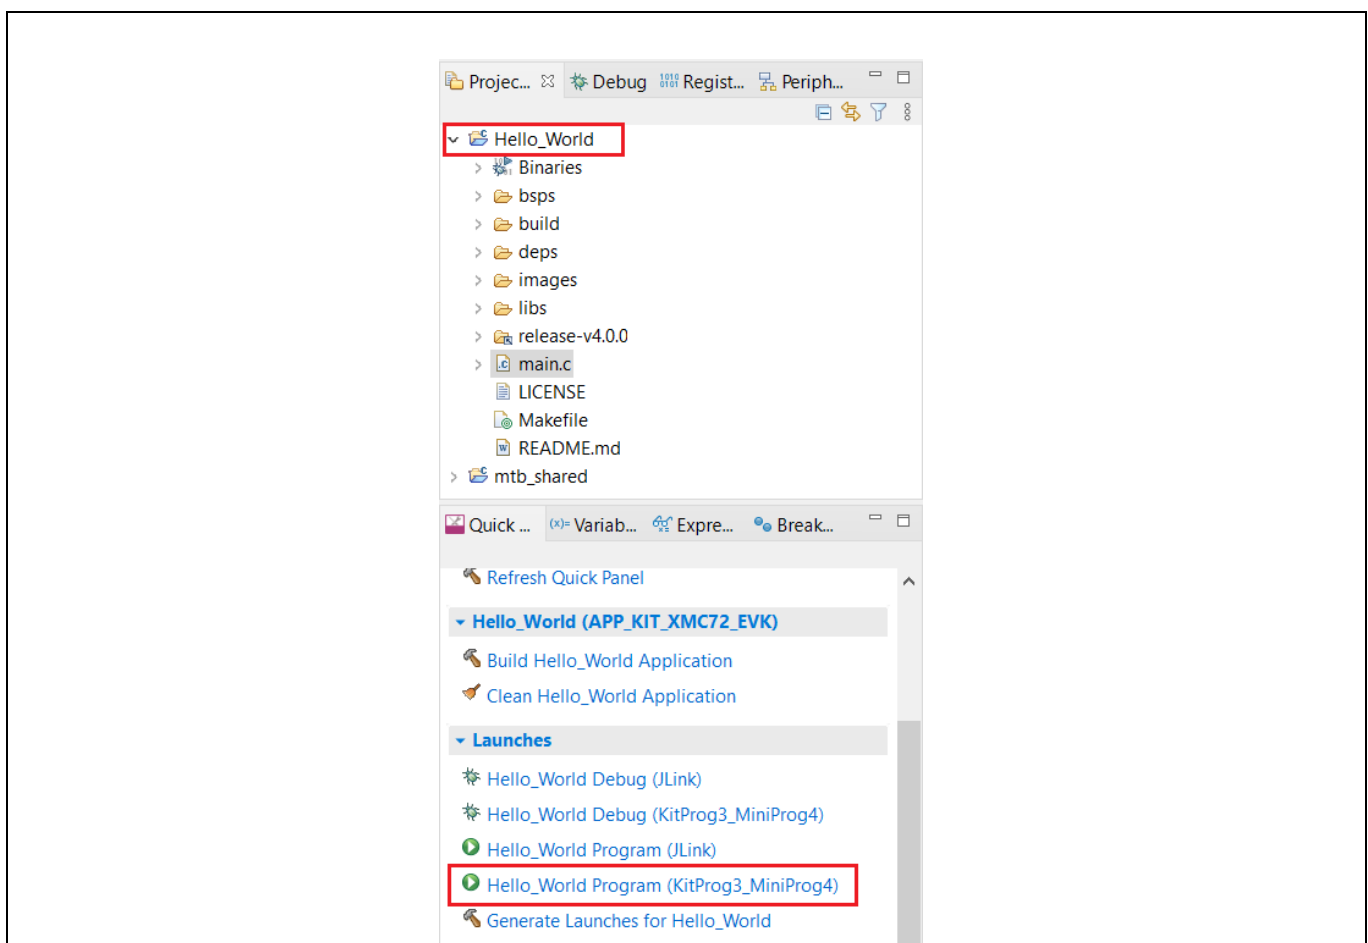 Projec... Debug Regist... Periph...
Hello_World
Binaries
bsps
build
deps
images
libs
release-v4.0.0
main.c
LICENSE
Makefile
README.md
mtb_shared
Quick ... (x)= Variab... Expre... Break...
Refresh Quick Panel
Hello_World (APP_KIT_XMC72_EVK)
Build Hello_World Application
Clean Hello_World Application
Launches
Hello_World Debug (JLink)
Hello_World Debug (KitProg3_MiniProg4)
Hello_World Program (JLink)
Hello_World Program (KitProg3_MiniProg4)
Generate Launches for Hello_World